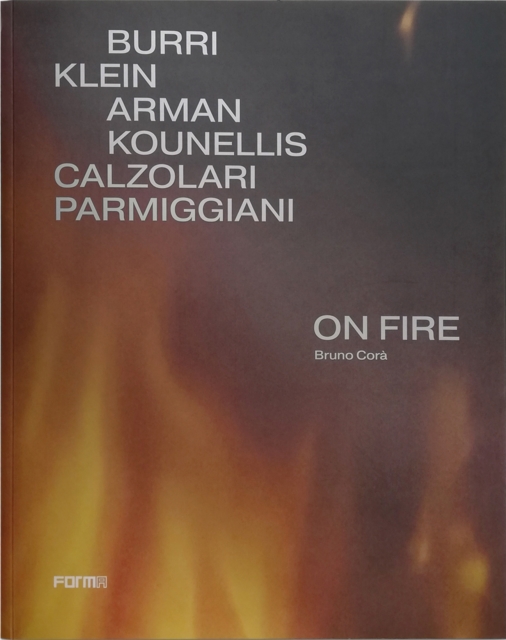 BURRI
KLEIN
ARMAN
KOUNELLIS
CALZOLARI
PARMIGGIANI
ON FIRE
Bruno Corà
FORMA